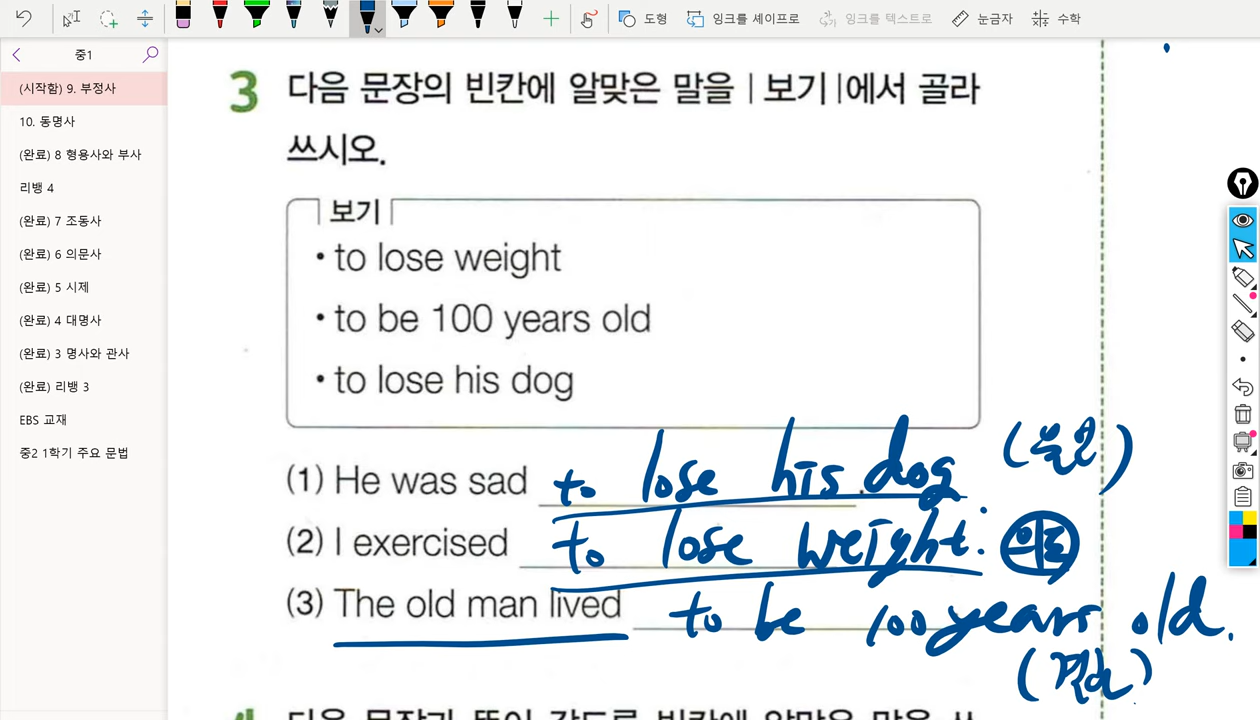 도형 잉크를 셰이프로 잉크를 텍스트로 눈금자 수학
중1
(시작함) 9. 부정사
10. 동명사
(완료) 8 형용사와 부사
리뱅 4
(완료) 7 조동사
(완료) 6 의문사
(완료) 5 시제
(완료) 4 대명사
(완료) 3 명사와 관사
(완료) 리뱅 3
EBS 교재
중2 1학기 주요 문법
3 다음 문장의 빈칸에 알맞은 말을 | 보기 |에서 골라
쓰시오.
보기
• to lose weight
• to be 100 years old
• to lose his dog
(1) He was sad to lose his dog. (원인)
(2) I exercised to lose weight. 의도
(3) The old man lived to be 100 years old.
(결과)